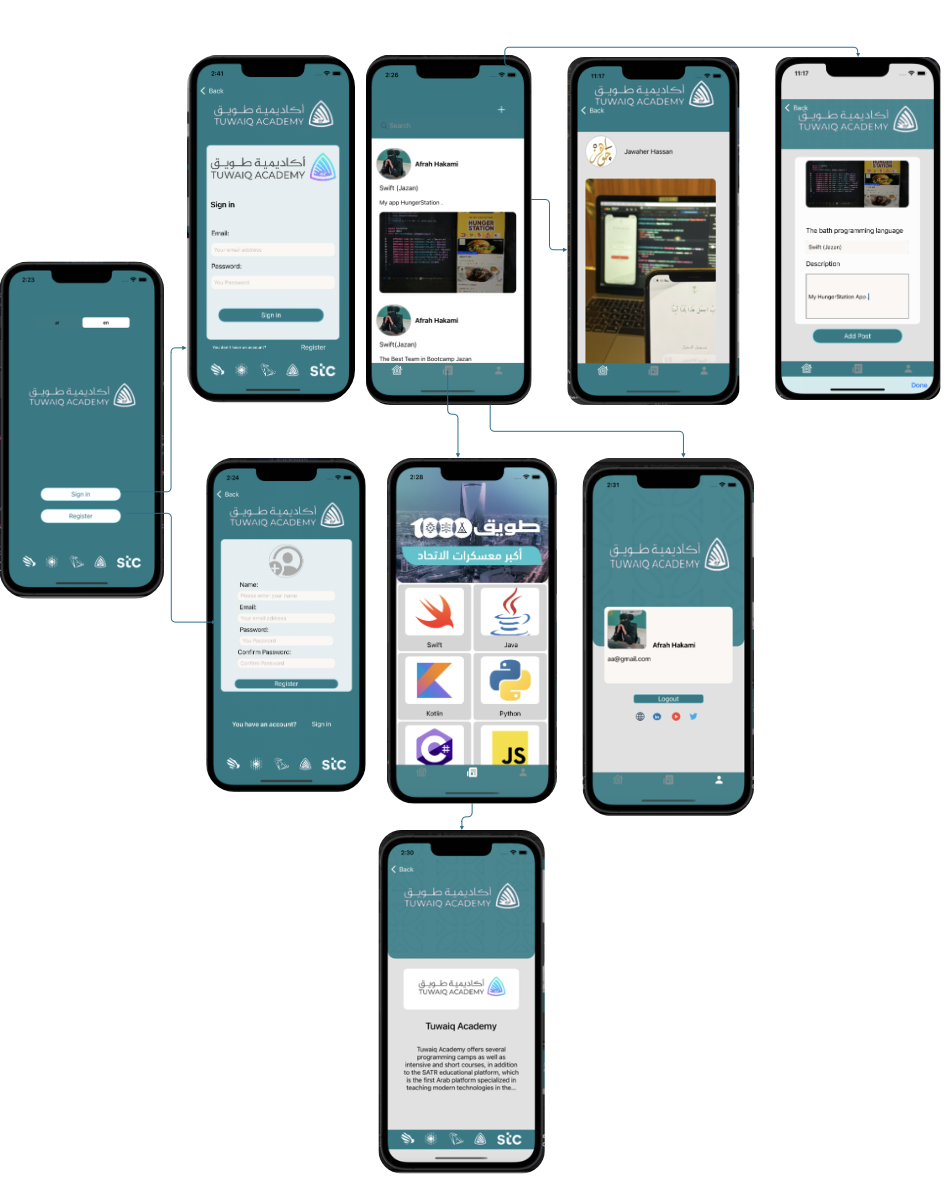 2:23
ar
en
أكاديمية طويق
TUWAIQ ACADEMY
Sign in
Register
stc
2:41
Back
أكاديمية طويق
TUWAIQ ACADEMY
أكاديمية طويق
TUWAIQ ACADEMY
Sign in
Email:
Your email address
Password:
You Password
Sign in
You don't have an account?
Register
stc
2:26
+
Search
Afrah Hakami
Swift (Jazan)
My app HungerStation .
HUNGER
STATION
Afrah Hakami
Swift(Jazan)
The Best Team in Bootcamp Jazan
11:17
أكاديمية طويق
TUWAIQ ACADEMY
Back
Jawaher Hassan
11:17
Back
أكاديمية طويق
TUWAIQ ACADEMY
HUNGER
STATION
The bath programming language
Swift (Jazan)
Description
My HungerStation App.
Add Post
Done
2:24
Back
أكاديمية طويق
TUWAIQ ACADEMY
Name:
Please enter your name
Email:
Your email address
Password:
You Password
Confirm Password:
Confirm Password
Register
You have an account?
Sign in
stc
2:26
طويق 1000
أكبر معسكرات الاتحاد
Swift
Java
Java
Kotlin
Python
C#
JS
2:31
أكاديمية طويق
TUWAIQ ACADEMY
Afrah Hakami
aa@gmail.com
Logout
2:30
Back
أكاديمية طويق
TUWAIQ ACADEMY
أكاديمية طويق
TUWAIQ ACADEMY
Tuwaiq Academy
Tuwaiq Academy offers several
programming camps as well as
intensive and short courses, in addition
to the SATR educational platform, which
is the first Arab platform specialized in
teaching modern technologies in the...
stc